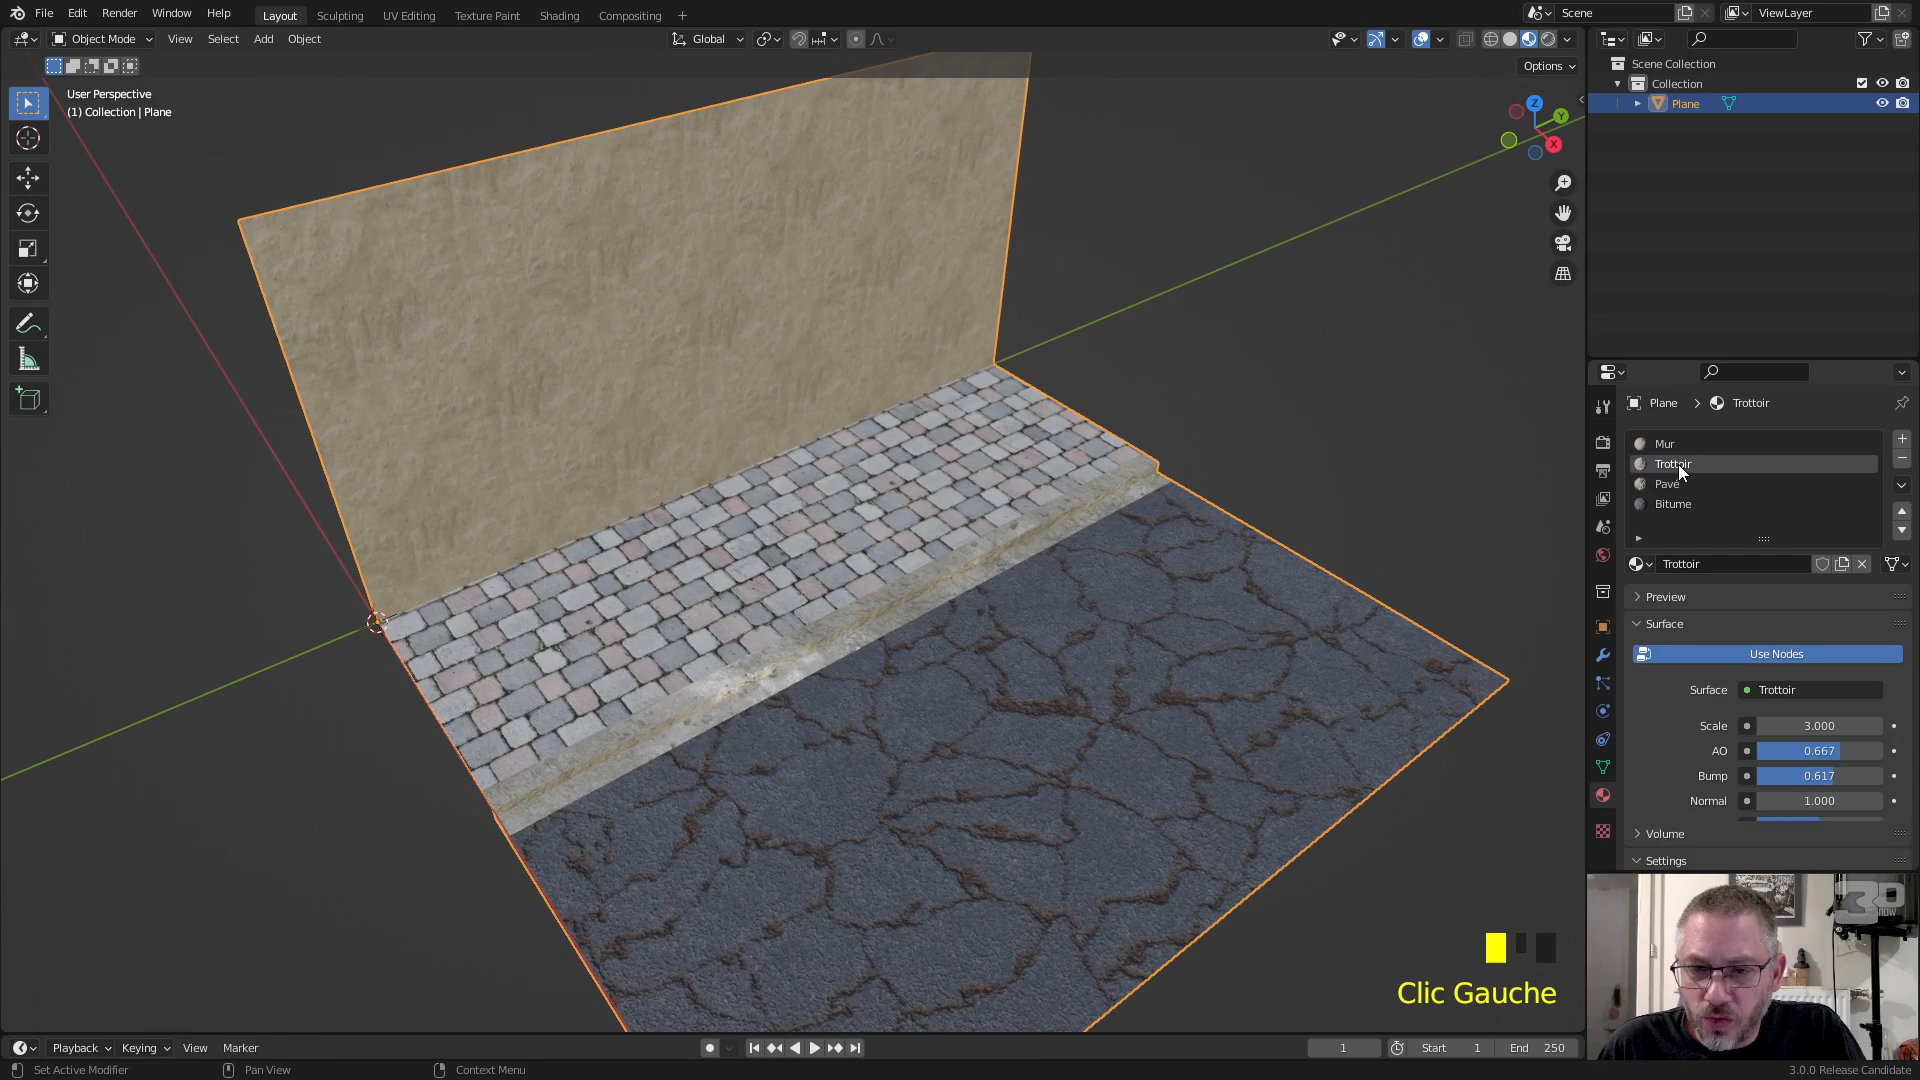 File Edit Render Window Help
Layout Sculpting UV Editing Texture Paint Shading Compositing +
Scene
ViewLayer
Object Mode View Select Add Object
Global
Options
User Perspective
(1) Collection | Plane
Z
Y
X
Scene Collection
Collection
Plane
Plane > Trottoir
Mur
Trottoir
Pavé
Bitume
Trottoir
Preview
Surface
Use Nodes
Surface Trottoir
Scale 3.000
AO 0.667
Bump 0.617
Normal 1.000
Volume
Settings
3D
Clic Gauche
Playback Keying View Marker
1
Start 1
End 250
Set Active Modifier
Pan View
Context Menu
3.0.0 Release Candidate